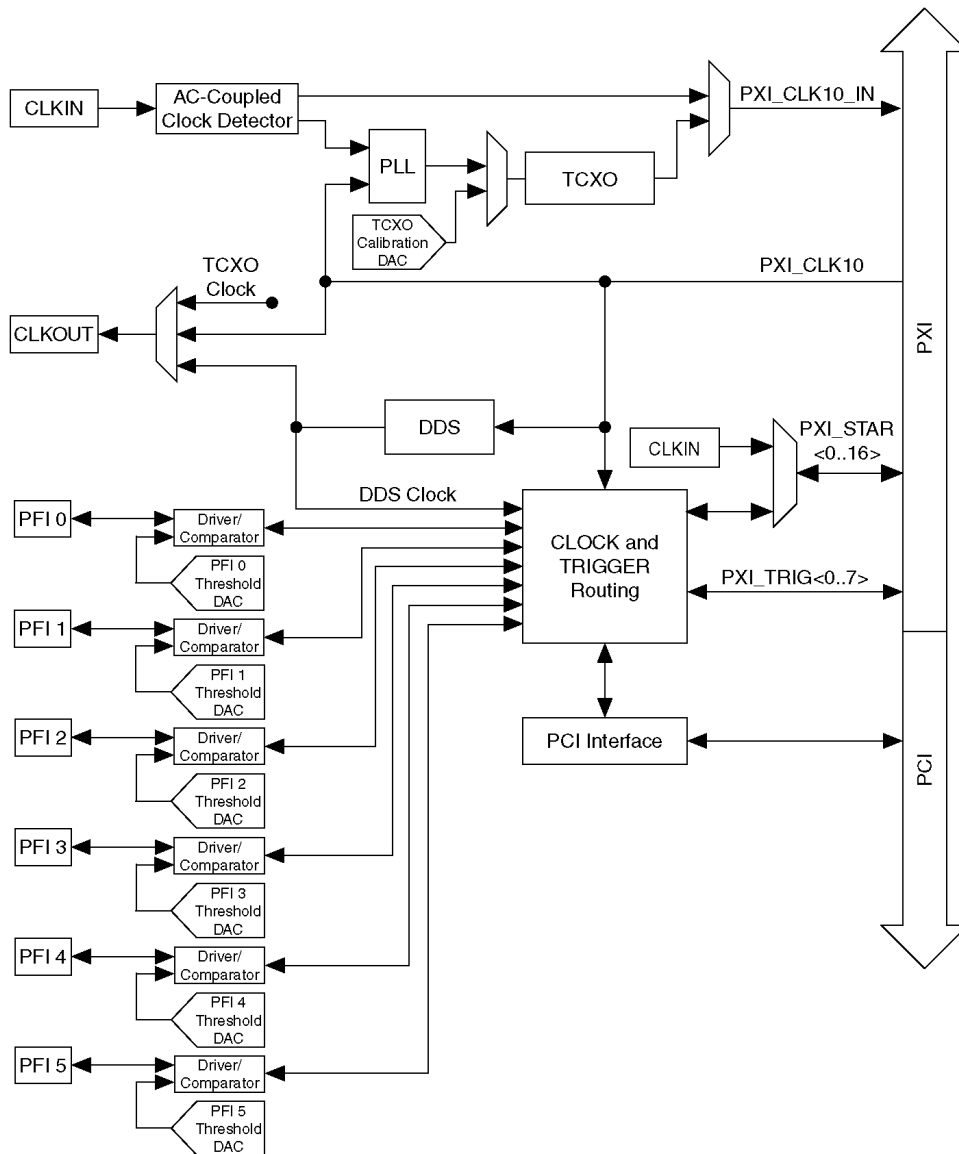 CLKIN
AC-Coupled
Clock Detector
PXI_CLK10_IN
PLL
TCXO
TCXO
Calibration
DAC
TCXO
Clock
PXI_CLK10
CLKOUT
PXI
DDS
CLKIN
PXI_STAR
<0..16>
DDS Clock
CLOCK and
TRIGGER
Routing
PXI_TRIG<0..7>
PFI 0
Driver/
Comparator
PFI 0
Threshold
DAC
PFI 1
Driver/
Comparator
PFI 1
Threshold
DAC
PCI Interface
PCI
PFI 2
Driver/
Comparator
PFI 2
Threshold
DAC
PFI 3
Driver/
Comparator
PFI 3
Threshold
DAC
PFI 4
Driver/
Comparator
PFI 4
Threshold
DAC
PFI 5
Driver/
Comparator
PFI 5
Threshold
DAC